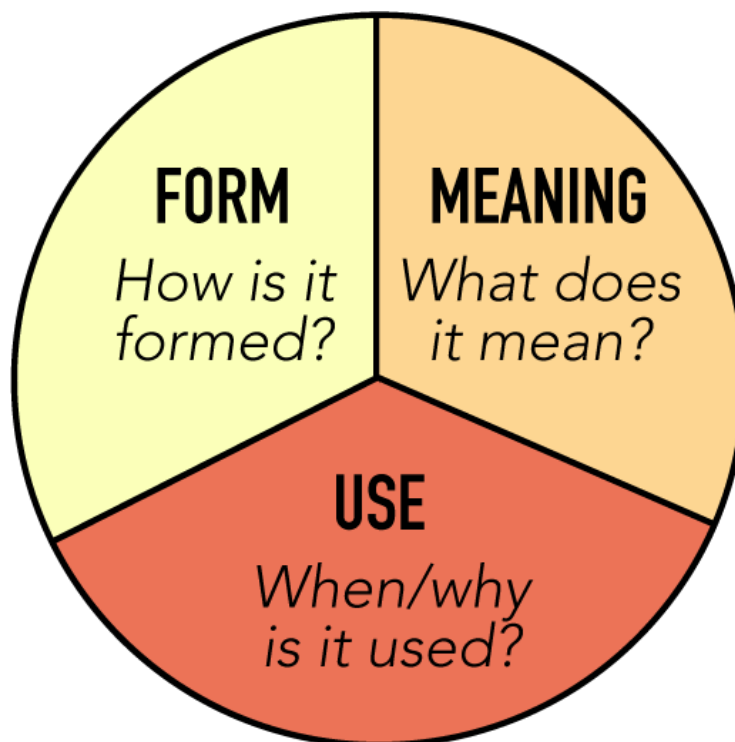 FORM
How is it
formed?
MEANING
What does
it mean?
USE
When/why
is it used?